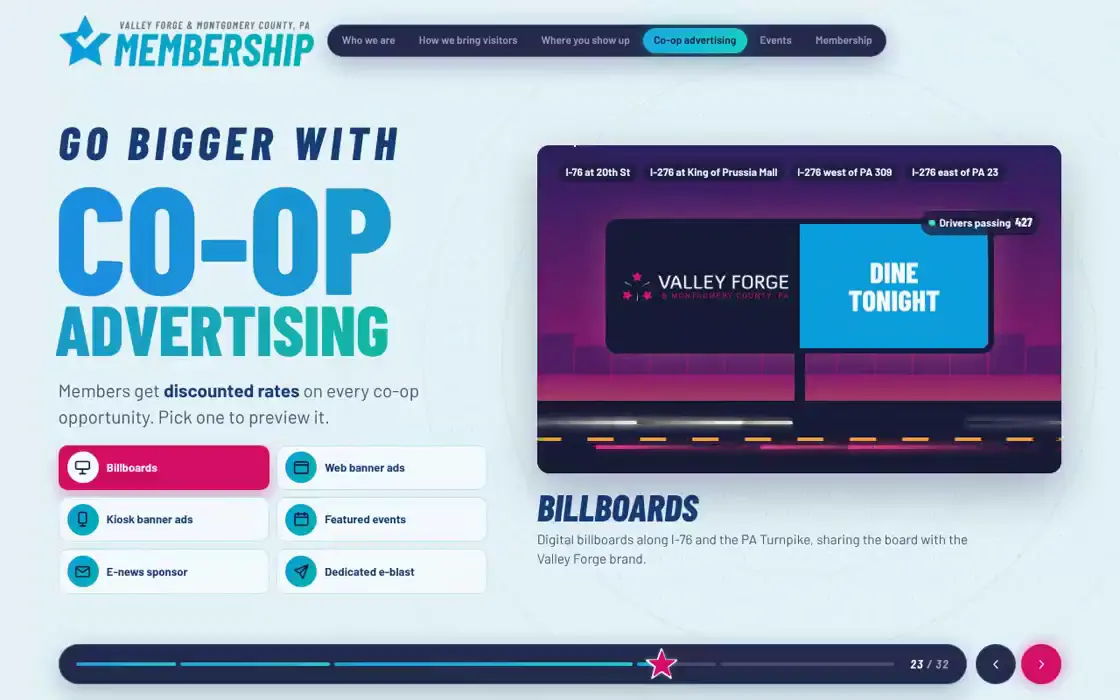 VALLEY FORGE & MONTGOMERY COUNTY, PA
MEMBERSHIP
Who we are
How we bring visitors
Where you show up
Co-op advertising
Events
Membership
GO BIGGER WITH
CO-OP
ADVERTISING
Members get discounted rates on every co-op
opportunity. Pick one to preview it.
Billboards
Web banner ads
Kiosk banner ads
Featured events
E-news sponsor
Dedicated e-blast
I-76 at 20th St
I-276 at King of Prussia Mall
I-276 west of PA 309
I-276 east of PA 23
Drivers passing 427
VALLEY FORGE
& MONTGOMERY COUNTY, PA
DINE
TONIGHT
BILLBOARDS
Digital billboards along I-76 and the PA Turnpike, sharing the board with the
Valley Forge brand.
23 / 32